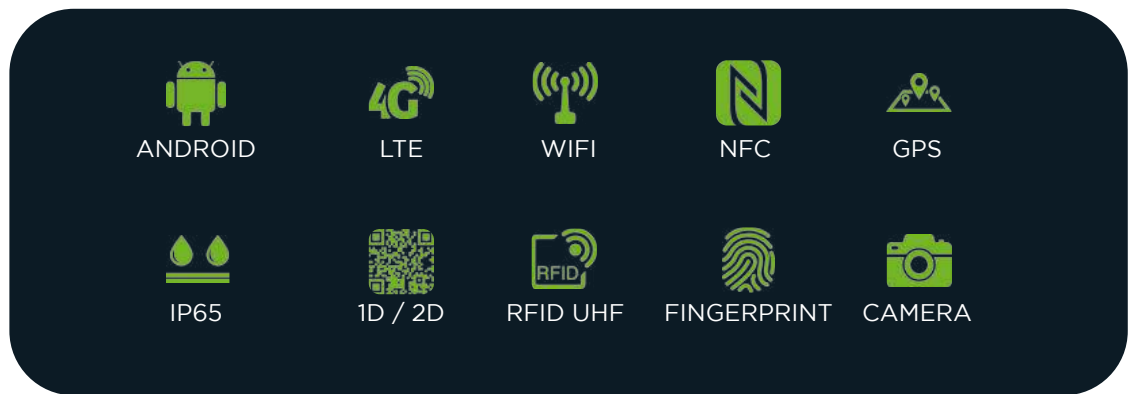 4G
ANDROID LTE WIFI NFC GPS
RFID
IP65 1D / 2D RFID UHF FINGERPRINT CAMERA